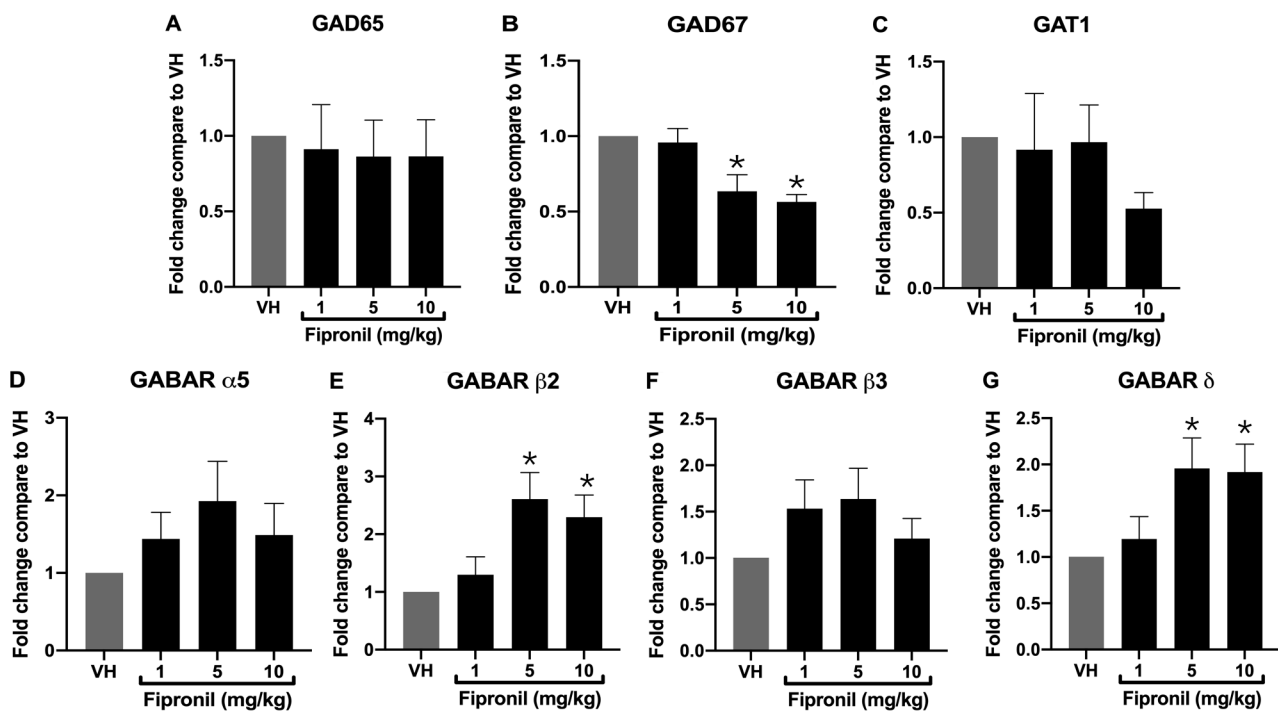 A GAD65
Fold change compare to VH
1.5
1.0
0.5
0.0
VH 1 5 10
Fipronil (mg/kg)
B GAD67
Fold change compare to VH
1.5
1.0
0.5
0.0
* *
VH 1 5 10
Fipronil (mg/kg)
C GAT1
Fold change compare to VH
1.5
1.0
0.5
0.0
VH 1 5 10
Fipronil (mg/kg)
D GABAR α5
Fold change compare to VH
3
2
1
0
VH 1 5 10
Fipronil (mg/kg)
E GABAR β2
Fold change compare to VH
4
3
2
1
0
* *
VH 1 5 10
Fipronil (mg/kg)
F GABAR β3
Fold change compare to VH
2.5
2.0
1.5
1.0
0.5
0.0
VH 1 5 10
Fipronil (mg/kg)
G GABAR δ
Fold change compare to VH
2.5
2.0
1.5
1.0
0.5
0.0
* *
VH 1 5 10
Fipronil (mg/kg)